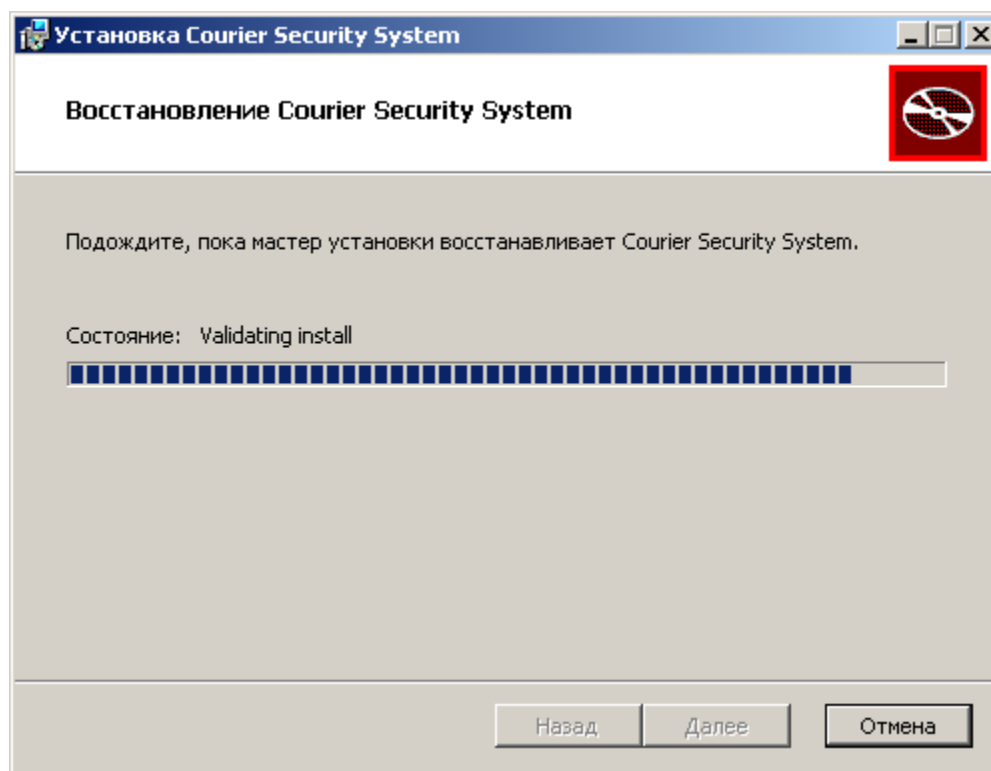 Установка Courier Security System
Восстановление Courier Security System
Подождите, пока мастер установки восстанавливает Courier Security System.
Состояние: Validating install
Назад Далее Отмена